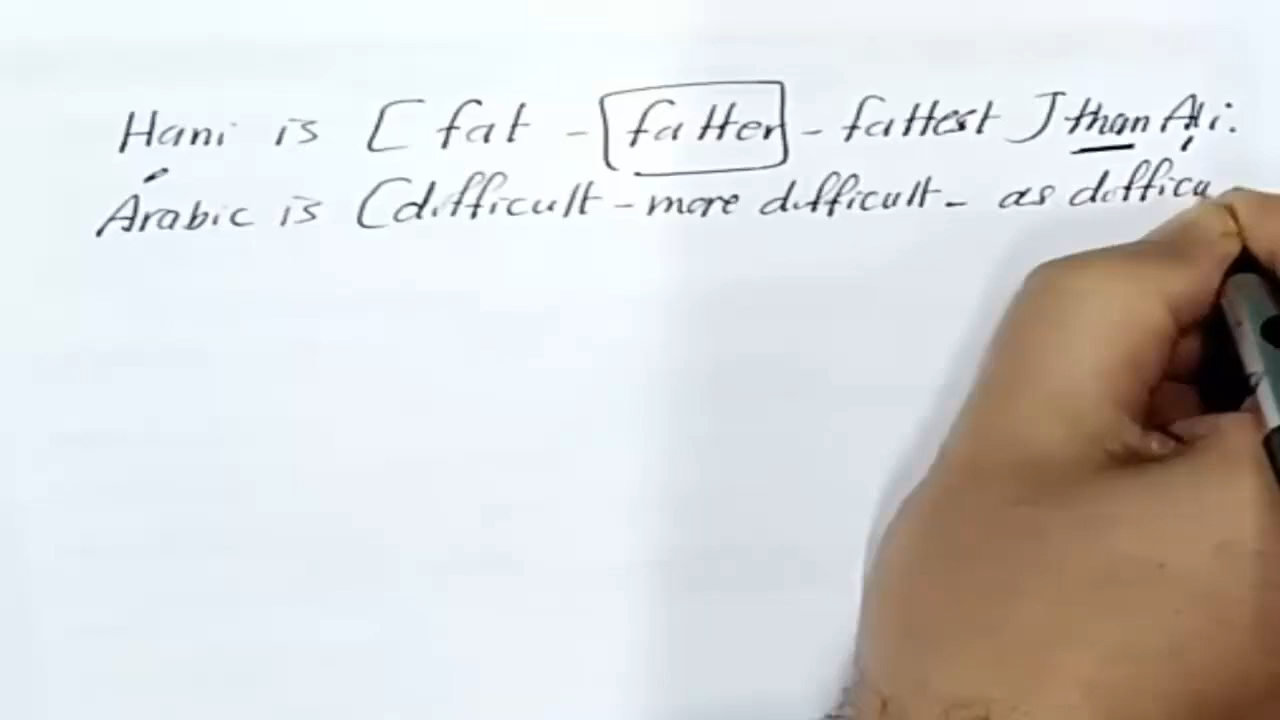 Hani is [ fat - fatter - fattest ] than Ali.
Arabic is (difficult - more difficult - as difficu